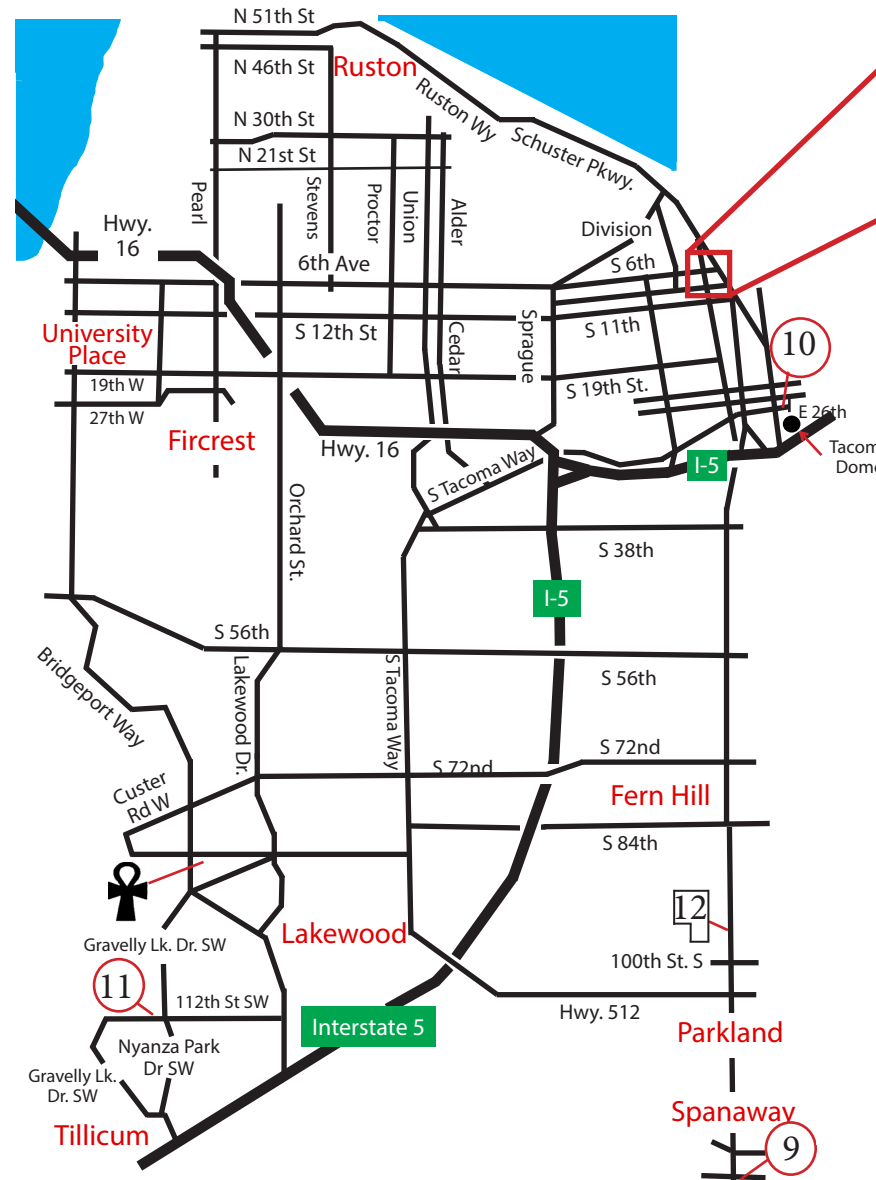 N 51th St
N 46th St
Ruston
Ruston Wy
N 30th St
Schuster Pkwy.
N 21st St
Pearl
Stevens
Proctor
Union
Alder
Hwy.
16
Division
6th Ave
S 6th
University
Place
S 12th St
Cedar
Sprague
S 11th
10
19th W
S 19th St.
27th W
E 26th
Fircrest
Hwy. 16
S Tacoma Way
I-5
Tacom
Dome
Orchard St.
S 38th
I-5
S 56th
Bridgeport Way
Lakewood Dr.
S Tacoma Way
S 56th
S 72nd
S 72nd
Custer
Rd W
Fern Hill
S 84th
12
Lakewood
Gravelly Lk. Dr. SW
100th St. S
11
112th St SW
Interstate 5
Hwy. 512
Nyanza Park
Dr SW
Parkland
Gravelly Lk.
Dr. SW
Spanaway
Tillicum
9